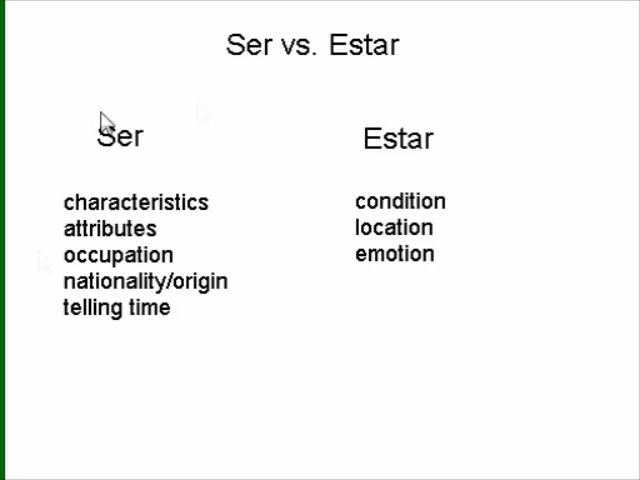 Ser vs. Estar
Ser
characteristics
attributes
occupation
nationality/origin
telling time
Estar
condition
location
emotion